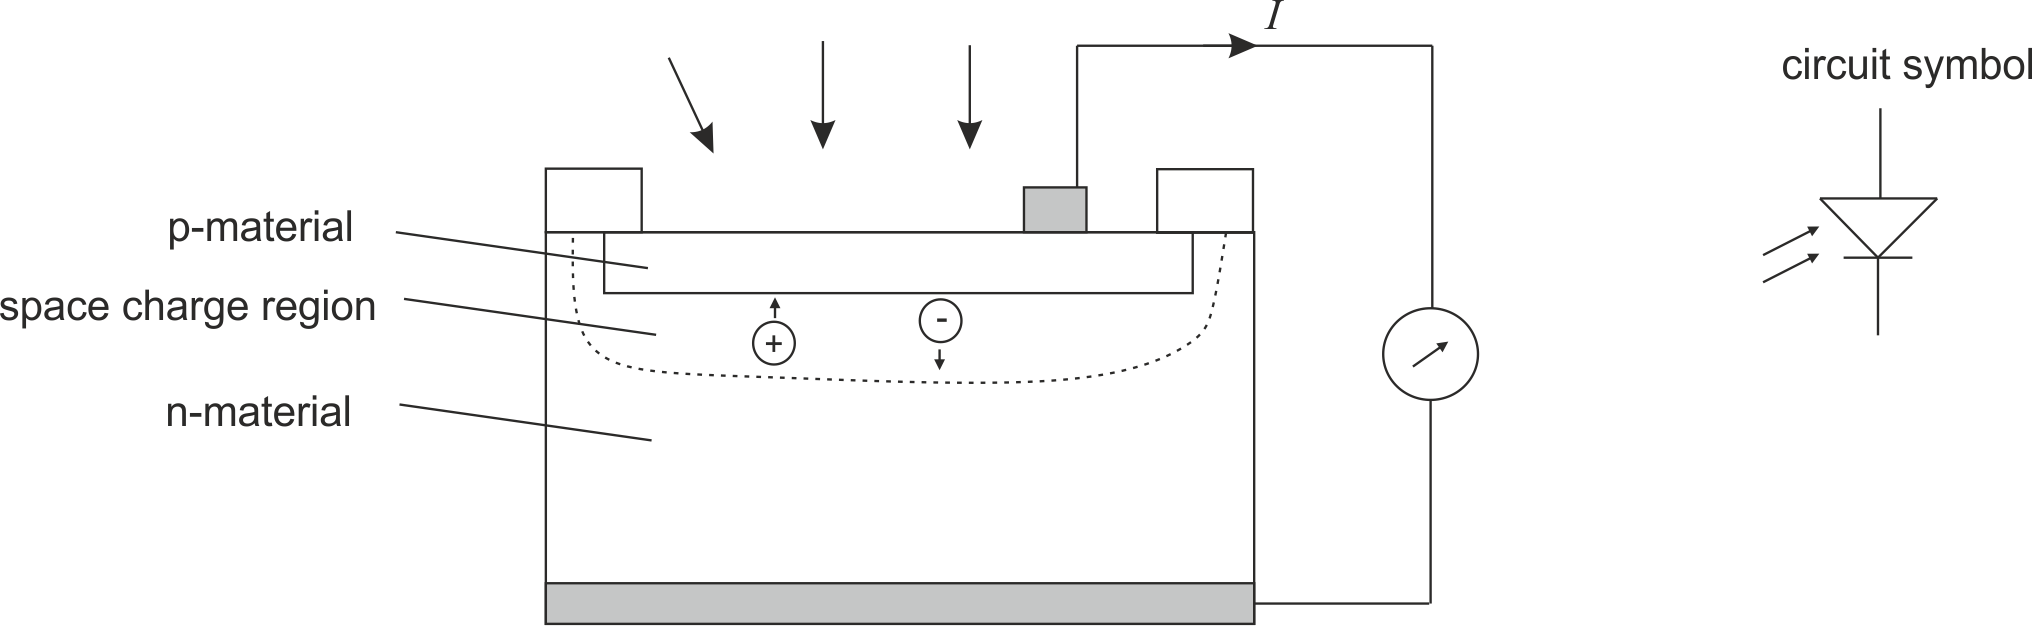 I
circuit symbol
p-material
space charge region
+
-
n-material